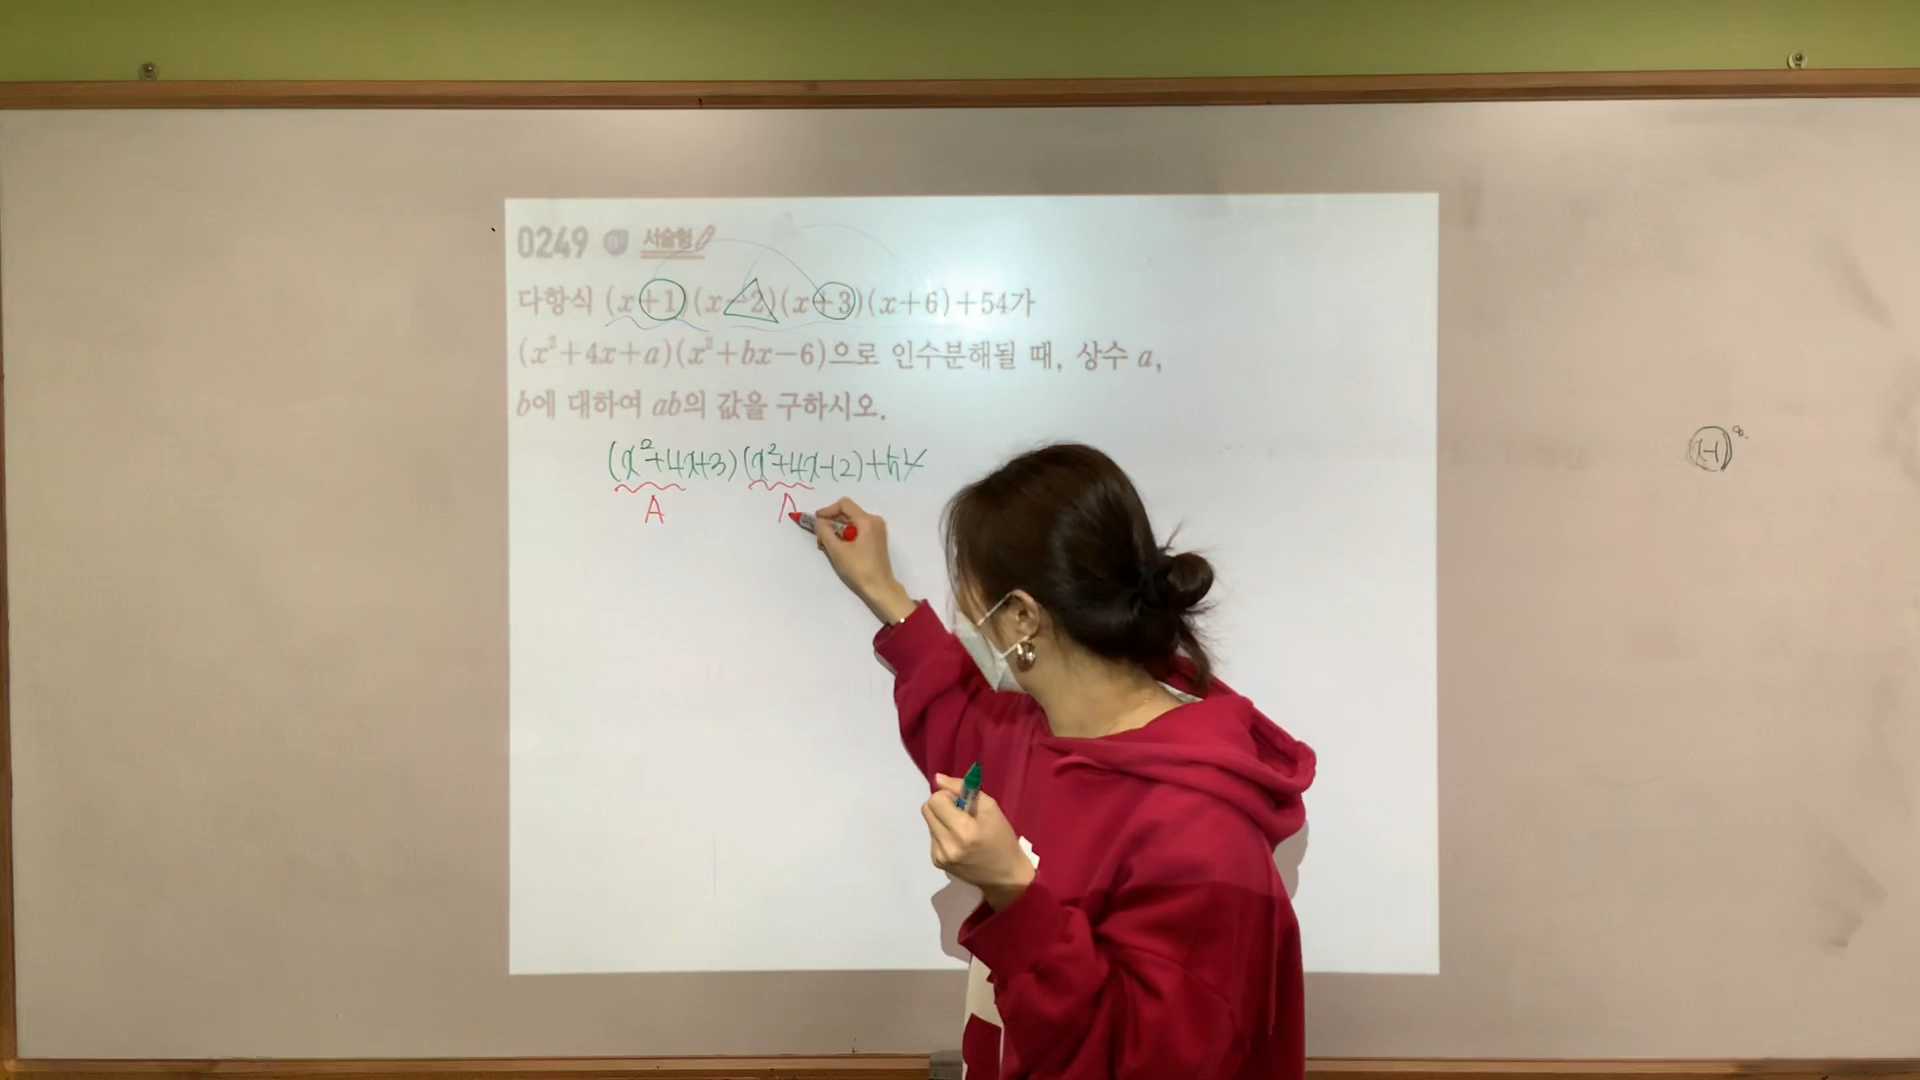 0249 서술형
다항식 (x+1)(x-2)(x+3)(x+6)+54가
(x²+4x+a)(x²+bx-6)으로 인수분해될 때, 상수 a,
b에 대하여 ab의 값을 구하시오.
(x²+4x+3)(x²+4x-12)+54
A A